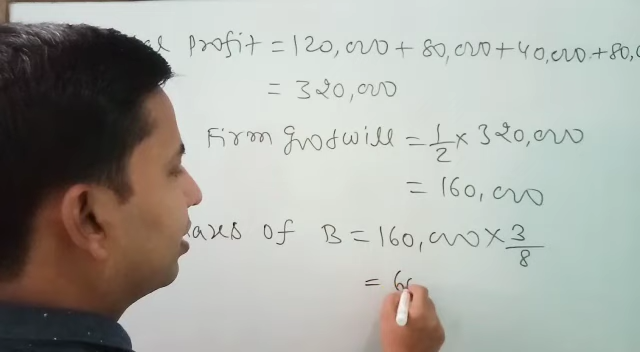 Profit = 120,000 + 80,000 + 40,000 + 80,0
= 320,000
Firm goodwill = 1/2 × 320,000
= 160,000
of B = 160,000 × 3/8
= 60